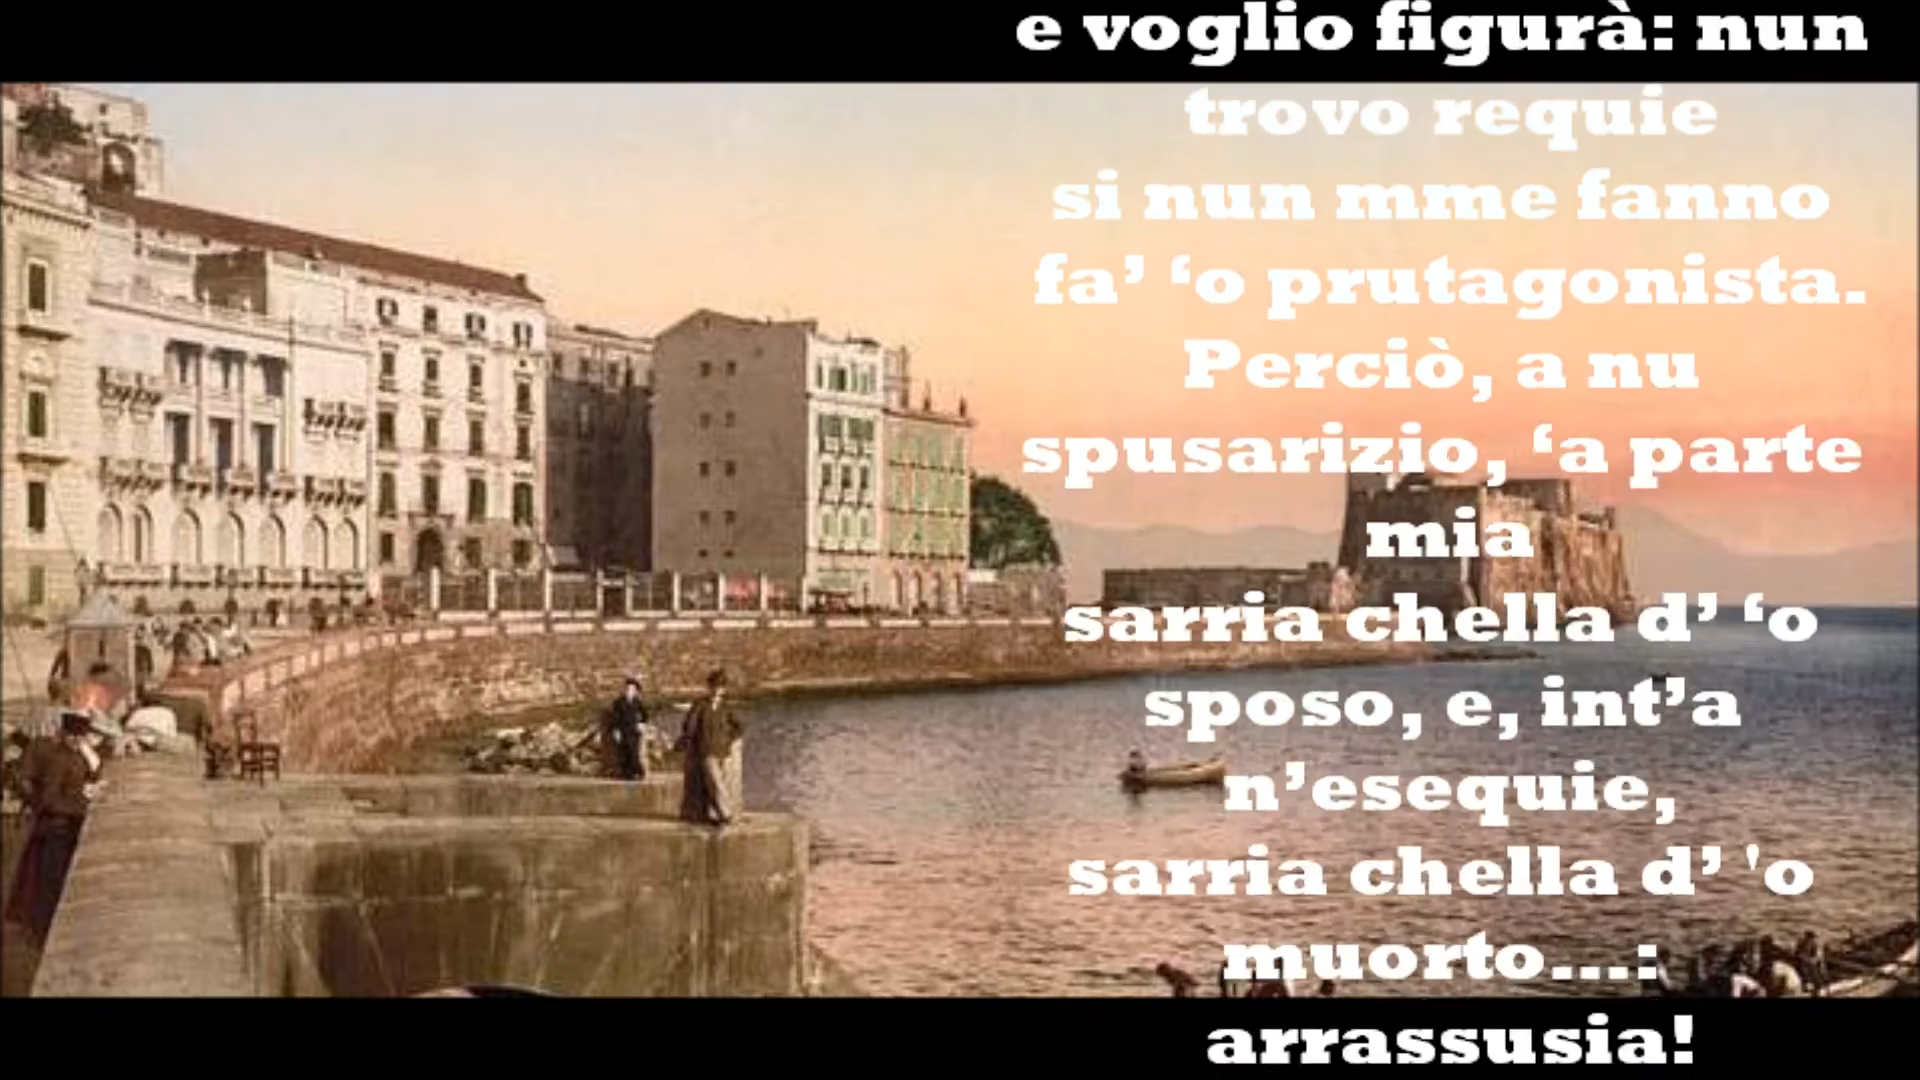 e voglio figurà: nun
trovo requie
si nun mme fanno
fa’ ‘o prutagonista.
Perciò, a nu
spusarizio, ‘a parte
mia
sarria chella d’ ‘o
sposo, e, int’a
n’esequie,
sarria chella d’ 'o
muorto...:
arrassusia!